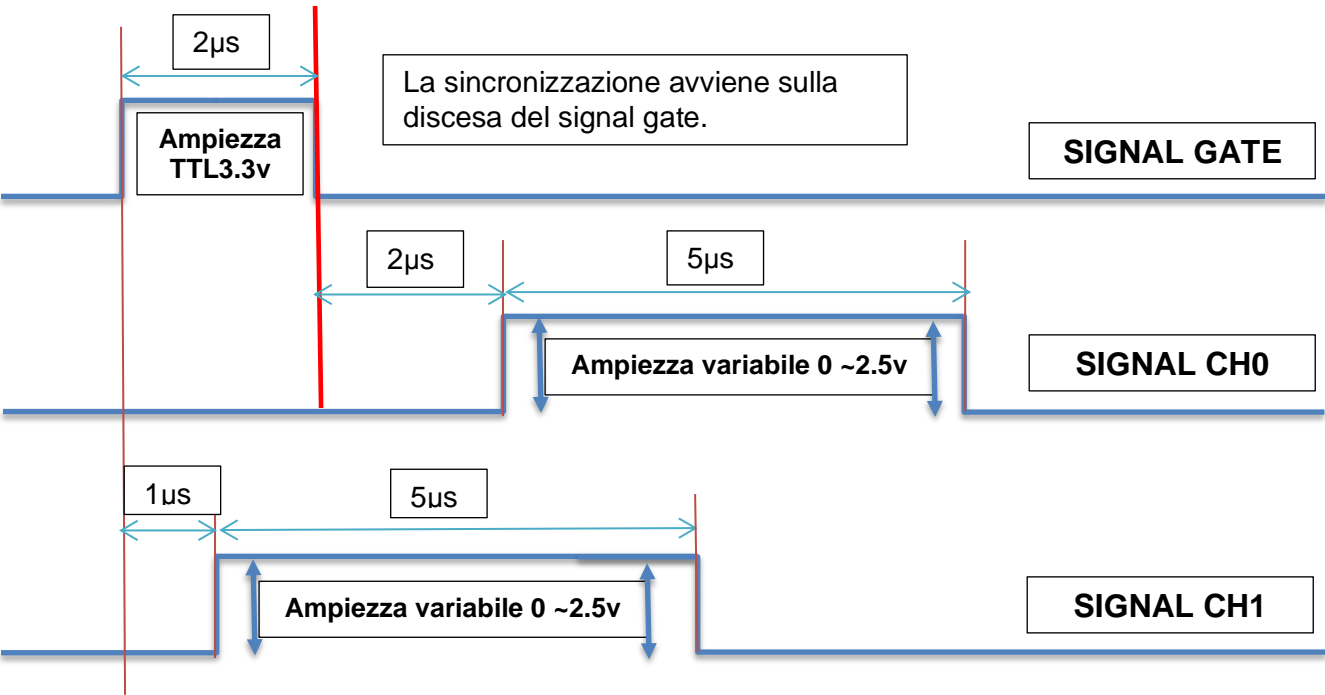 2µs
La sincronizzazione avviene sulla
discesa del signal gate.
Ampiezza
TTL3.3v
SIGNAL GATE
2µs
5µs
Ampiezza variabile 0 ~2.5v
SIGNAL CH0
1µs
5µs
Ampiezza variabile 0 ~2.5v
SIGNAL CH1